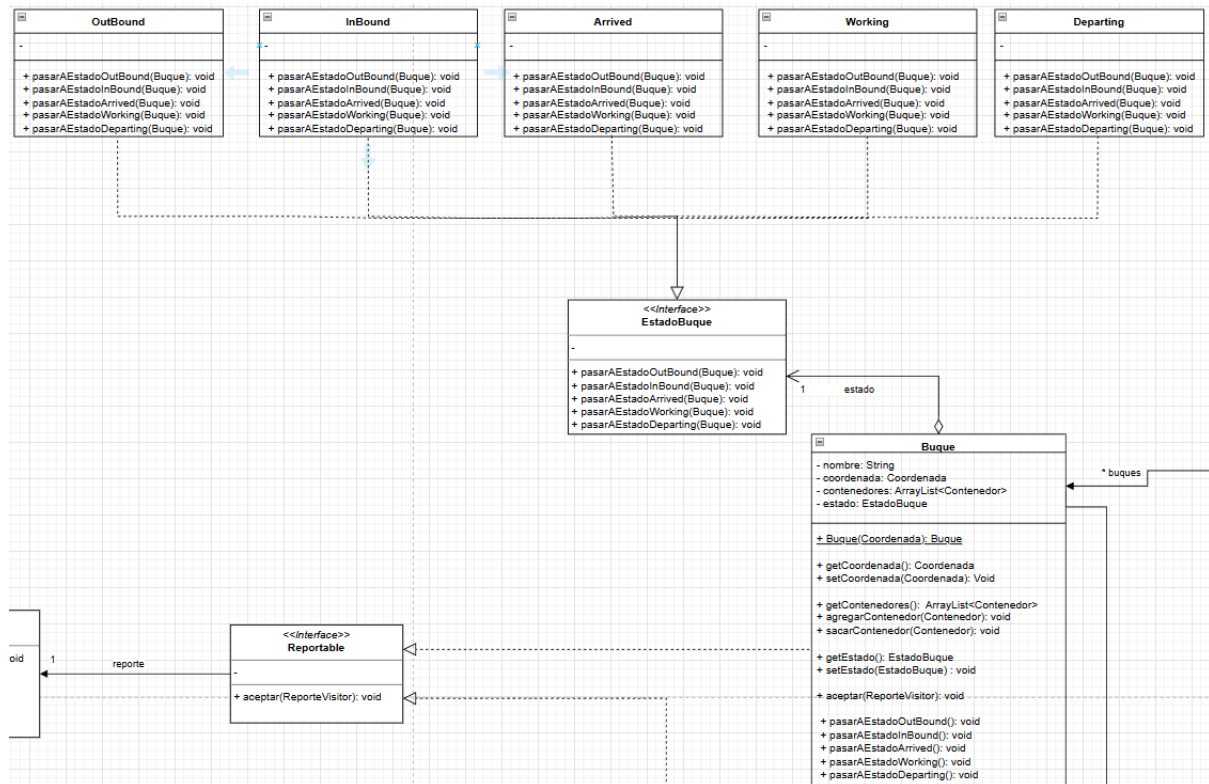 OutBound
-
+ pasarAEstadoOutBound(Buque): void
+ pasarAEstadoInBound(Buque): void
+ pasarAEstadoArrived(Buque): void
+ pasarAEstadoWorking(Buque): void
+ pasarAEstadoDeparting(Buque): void
InBound
-
+ pasarAEstadoOutBound(Buque): void
+ pasarAEstadoInBound(Buque): void
+ pasarAEstadoArrived(Buque): void
+ pasarAEstadoWorking(Buque): void
+ pasarAEstadoDeparting(Buque): void
Arrived
-
+ pasarAEstadoOutBound(Buque): void
+ pasarAEstadoInBound(Buque): void
+ pasarAEstadoArrived(Buque): void
+ pasarAEstadoWorking(Buque): void
+ pasarAEstadoDeparting(Buque): void
Working
-
+ pasarAEstadoOutBound(Buque): void
+ pasarAEstadoInBound(Buque): void
+ pasarAEstadoArrived(Buque): void
+ pasarAEstadoWorking(Buque): void
+ pasarAEstadoDeparting(Buque): void
Departing
-
+ pasarAEstadoOutBound(Buque): void
+ pasarAEstadoInBound(Buque): void
+ pasarAEstadoArrived(Buque): void
+ pasarAEstadoWorking(Buque): void
+ pasarAEstadoDeparting(Buque): void
<<Interface>>
EstadoBuque
-
+ pasarAEstadoOutBound(Buque): void
+ pasarAEstadoInBound(Buque): void
+ pasarAEstadoArrived(Buque): void
+ pasarAEstadoWorking(Buque): void
+ pasarAEstadoDeparting(Buque): void
1 estado
Buque
- nombre: String
- coordenada: Coordenada
- contenedores: ArrayList<Contenedor>
- estado: EstadoBuque
+ Buque(Coordenada): Buque
+ getCoordenada(): Coordenada
+ setCoordenada(Coordenada): Void
+ getContenedores(): ArrayList<Contenedor>
+ agregarContenedor(Contenedor): void
+ sacarContenedor(Contenedor): void
+ getEstado(): EstadoBuque
+ setEstado(EstadoBuque) : void
+ aceptar(ReporteVisitor): void
+ pasarAEstadoOutBound(): void
+ pasarAEstadoInBound(): void
+ pasarAEstadoArrived(): void
+ pasarAEstadoWorking(): void
+ pasarAEstadoDeparting(): void
* buques
oid
1 reporte
<<Interface>>
Reportable
-
+ aceptar(ReporteVisitor): void